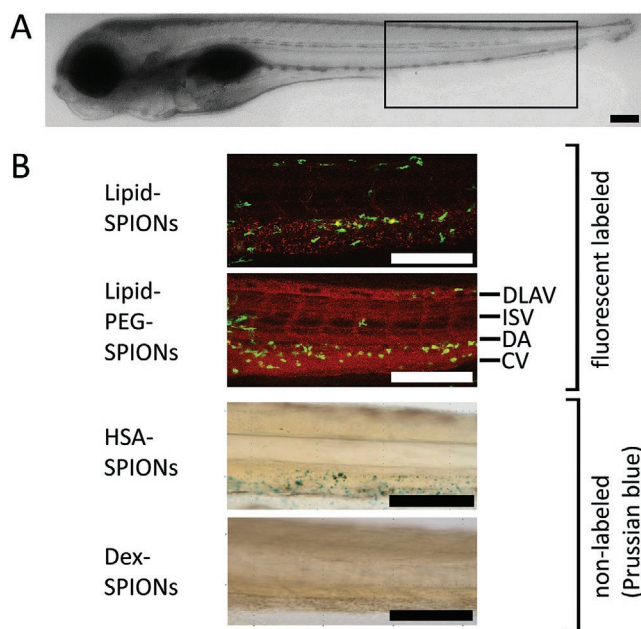 A
B
Lipid-
SPIONs
Lipid-
PEG-
SPIONs
DLAV
ISV
DA
CV
fluorescent labeled
HSA-
SPIONs
Dex-
SPIONs
non-labeled
(Prussian blue)